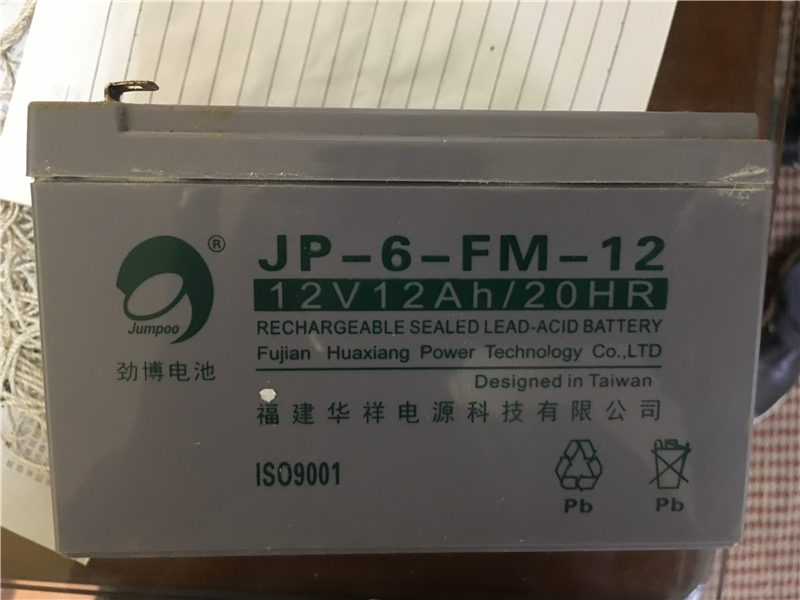 ®
Jumpoo
劲博电池
JP-6-FM-12
12V12Ah/20HR
RECHARGEABLE SEALED LEAD-ACID BATTERY
Fujian Huaxiang Power Technology Co.,LTD
Designed in Taiwan
福建华祥电源科技有限公司
ISO9001
Pb
Pb